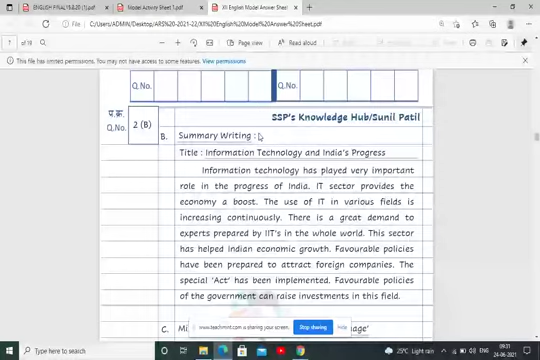 ENGLISH FINAL V8.8.20 (1).pdf
Model Activity Sheet 1.pdf
XII English Model Answer Sheet
File
C:/Users/ADMIN/Desktop/ARS-2021-22/XII%20English%20Model%20Answer%20Sheet.pdf
7 of 18
Page view
Read aloud
This file has limited permissions. You may not have access to some features. View permissions
Q.No.
Q.No.
SSP's Knowledge Hub/Sunil Patil
प्र.क्र.
Q.No.
2 (B)
B. Summary Writing :
Title : Information Technology and India's Progress
Information technology has played very important
role in the progress of India. IT sector provides the
economy a boost. The use of IT in various fields is
increasing continuously. There is a great demand to
experts prepared by IIT's in the whole world. This sector
has helped Indian economic growth. Favourable policies
have been prepared to attract foreign companies. The
special 'Act' has been implemented. Favourable policies
of the government can raise investments in this field.
www.teachmint.com is sharing your screen.
Stop sharing
Hide
Type here to search
25°C Light rain
ENG
09:31
24-06-2021